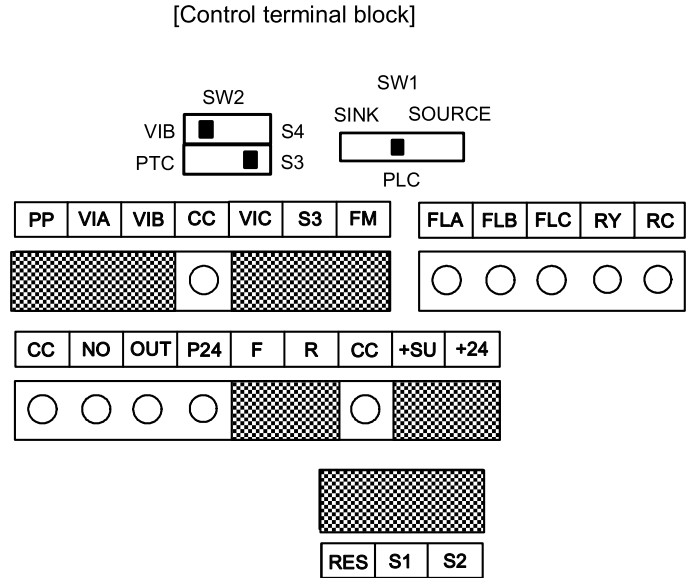 [Control terminal block]
SW1
SW2
SINK SOURCE
VIB S4
PTC S3
PLC
PP VIA VIB CC VIC S3 FM FLA FLB FLC RY RC
CC NO OUT P24 F R CC +SU +24
RES S1 S2